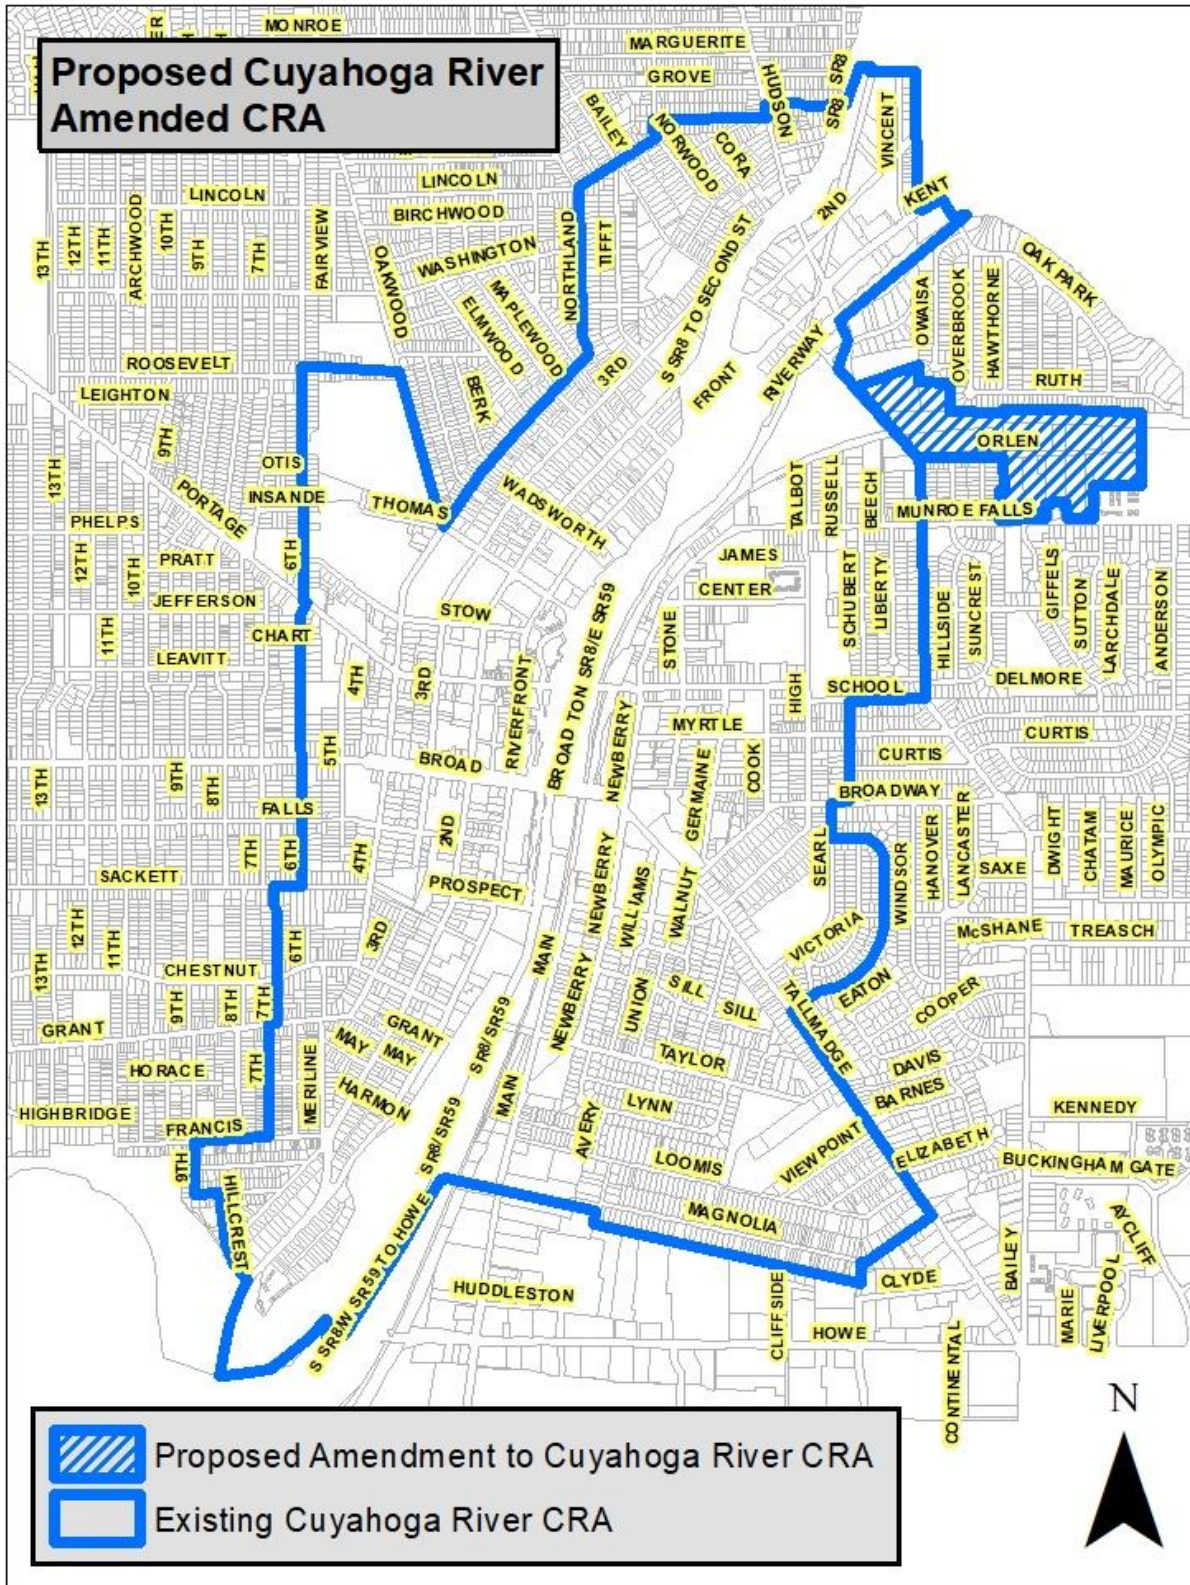 MONROE
MARGUERITE
GROVE
HUDSON
SR8
SR8
Proposed Cuyahoga River
Amended CRA
BAILEY
NORWOOD
CORA
VINCENT
LINCOLN
LINCOLN
BIRCHWOOD
2ND
KENT
13TH
12TH
11TH
ARCHWOOD
10TH
9TH
7TH
FAIRVIEW
OAKWOOD
WASHINGTON
NORTHLAND
TIFFT
S SR8 TO SECOND ST
OAK PARK
MAPLEWOOD
ELMWOOD
OWAISA
OVERBROOK
HAWTHORNE
ROOSEVELT
BERK
3RD
FRONT
RIVERWAY
RUTH
LEIGHTON
9TH
ORLEN
13TH
OTIS
PORTAGE
INSANDE
THOMAS
WADSWORTH
TALBOT
RUSSELL
BEECH
MUNROE FALLS
PHELPS
12TH
10TH
PRATT
6TH
JAMES
CENTER
JEFFERSON
STOW
BROAD TO N SR8/E SR59
STONE
SCHUBERT
LIBERTY
HILLSIDE
SUNCREST
GIFFELS
SUTTON
LARCHDALE
ANDERSON
11TH
CHART
LEAVITT
4TH
3RD
RIVERFRONT
HIGH
SCHOOL
DELMORE
NEWBERRY
MYRTLE
5TH
BROAD
GERMAINE
COOK
CURTIS
CURTIS
13TH
9TH
8TH
FALLS
BROADWAY
7TH
6TH
4TH
2ND
NEWBERRY
SEARL
WINDSOR
HANOVER
LANCASTER
DWIGHT
CHATAM
MAURICE
OLYMPIC
SACKETT
PROSPECT
WILLIAMS
WALNUT
SAXE
13TH
12TH
11TH
6TH
3RD
MAIN
VICTORIA
McSHANE
TREASCH
CHESTNUT
9TH
8TH
7TH
NEWBERRY
UNION
SILL
SILL
TALLMADGE
EATON
COOPER
GRANT
GRANT
MAY
MAY
SR8/SR59
HORACE
7TH
MERILINE
HARMON
MAIN
TAYLOR
DAVIS
BARNES
HIGHBRIDGE
FRANCIS
SR8/SR59
AVERY
LYNN
KENNEDY
9TH
LOOMIS
VIEWPOINT
ELIZABETH
BUCKINGHAM GATE
HILLCREST
S SR8/W SR59 TO HOWE
MAGNOLIA
BAILEY
AYCLIFF
HUDDLESTON
CLIFFSIDE
CLYDE
HOWE
CONTINENTAL
MARIE
LIVERPOOL
N
Proposed Amendment to Cuyahoga River CRA
Existing Cuyahoga River CRA